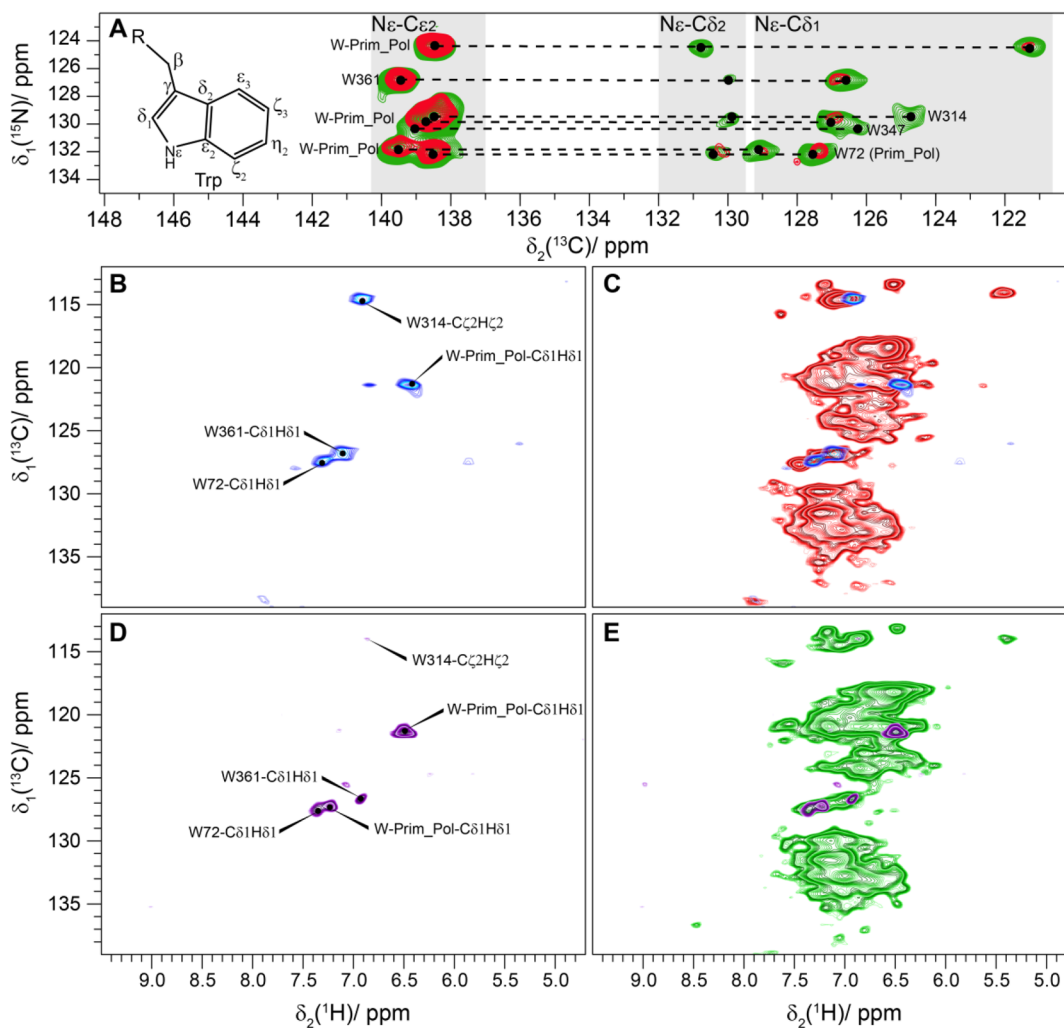 A
Nε-Cε2
Nε-Cδ2
Nε-Cδ1
R
β
γ
δ1
δ2
ε3
ζ3
η2
ζ2
ε2
Nε
H
Trp
W-Prim_Pol
W361
W-Prim_Pol
W-Prim_Pol
W314
W347
W72 (Prim_Pol)
124
126
128
130
132
134
δ1(15N)/ ppm
148 146 144 142 140 138 136 134 132 130 128 126 124 122
δ2(13C)/ ppm
B
W314-Cζ2Hζ2
W-Prim_Pol-Cδ1Hδ1
W361-Cδ1Hδ1
W72-Cδ1Hδ1
115
120
125
130
135
δ1(13C)/ ppm
C
D
W314-Cζ2Hζ2
W-Prim_Pol-Cδ1Hδ1
W361-Cδ1Hδ1
W72-Cδ1Hδ1
W-Prim_Pol-Cδ1Hδ1
115
120
125
130
135
δ1(13C)/ ppm
E
9.0 8.5 8.0 7.5 7.0 6.5 6.0 5.5 5.0
δ2(1H)/ ppm
9.0 8.5 8.0 7.5 7.0 6.5 6.0 5.5 5.0
δ2(1H)/ ppm